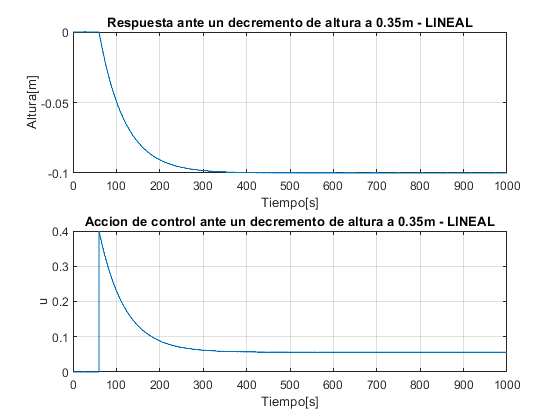 Respuesta ante un decremento de altura a 0.35m - LINEAL
0
-0.05
-0.1
Altura[m]
0 100 200 300 400 500 600 700 800 900 1000
Tiempo[s]
Accion de control ante un decremento de altura a 0.35m - LINEAL
0.4
0.3
0.2
0.1
0
u
0 100 200 300 400 500 600 700 800 900 1000
Tiempo[s]